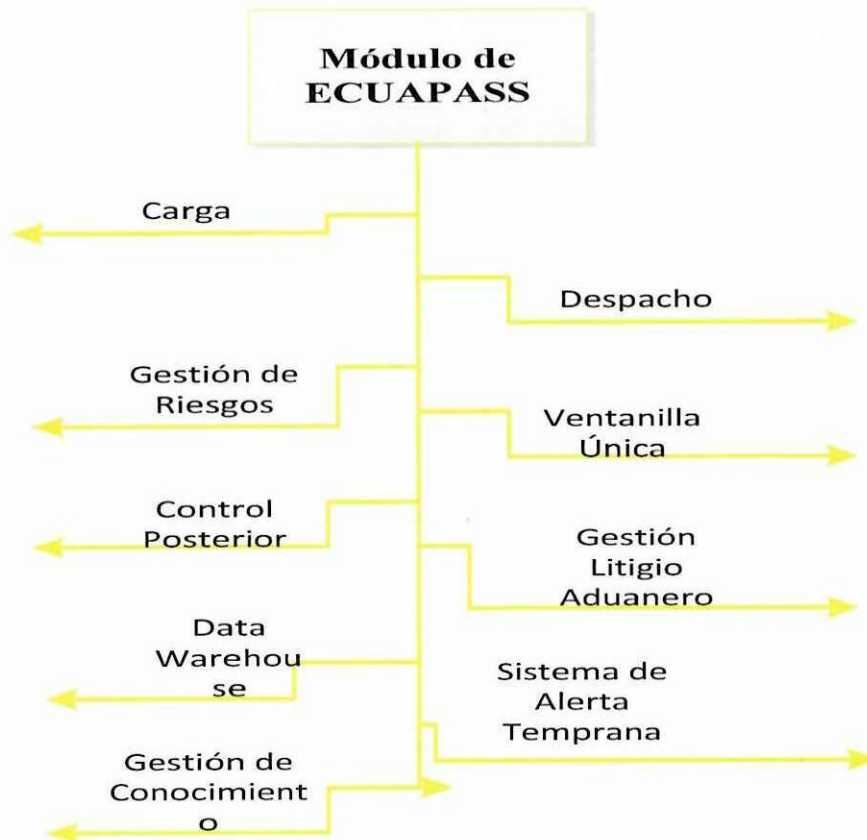 Módulo de
ECUAPASS
Carga
Despacho
Gestión de
Riesgos
Ventanilla
Única
Control
Posterior
Gestión
Litigio
Aduanero
Data
Warehou
se
Sistema de
Alerta
Temprana
Gestión de
Conocimient
o